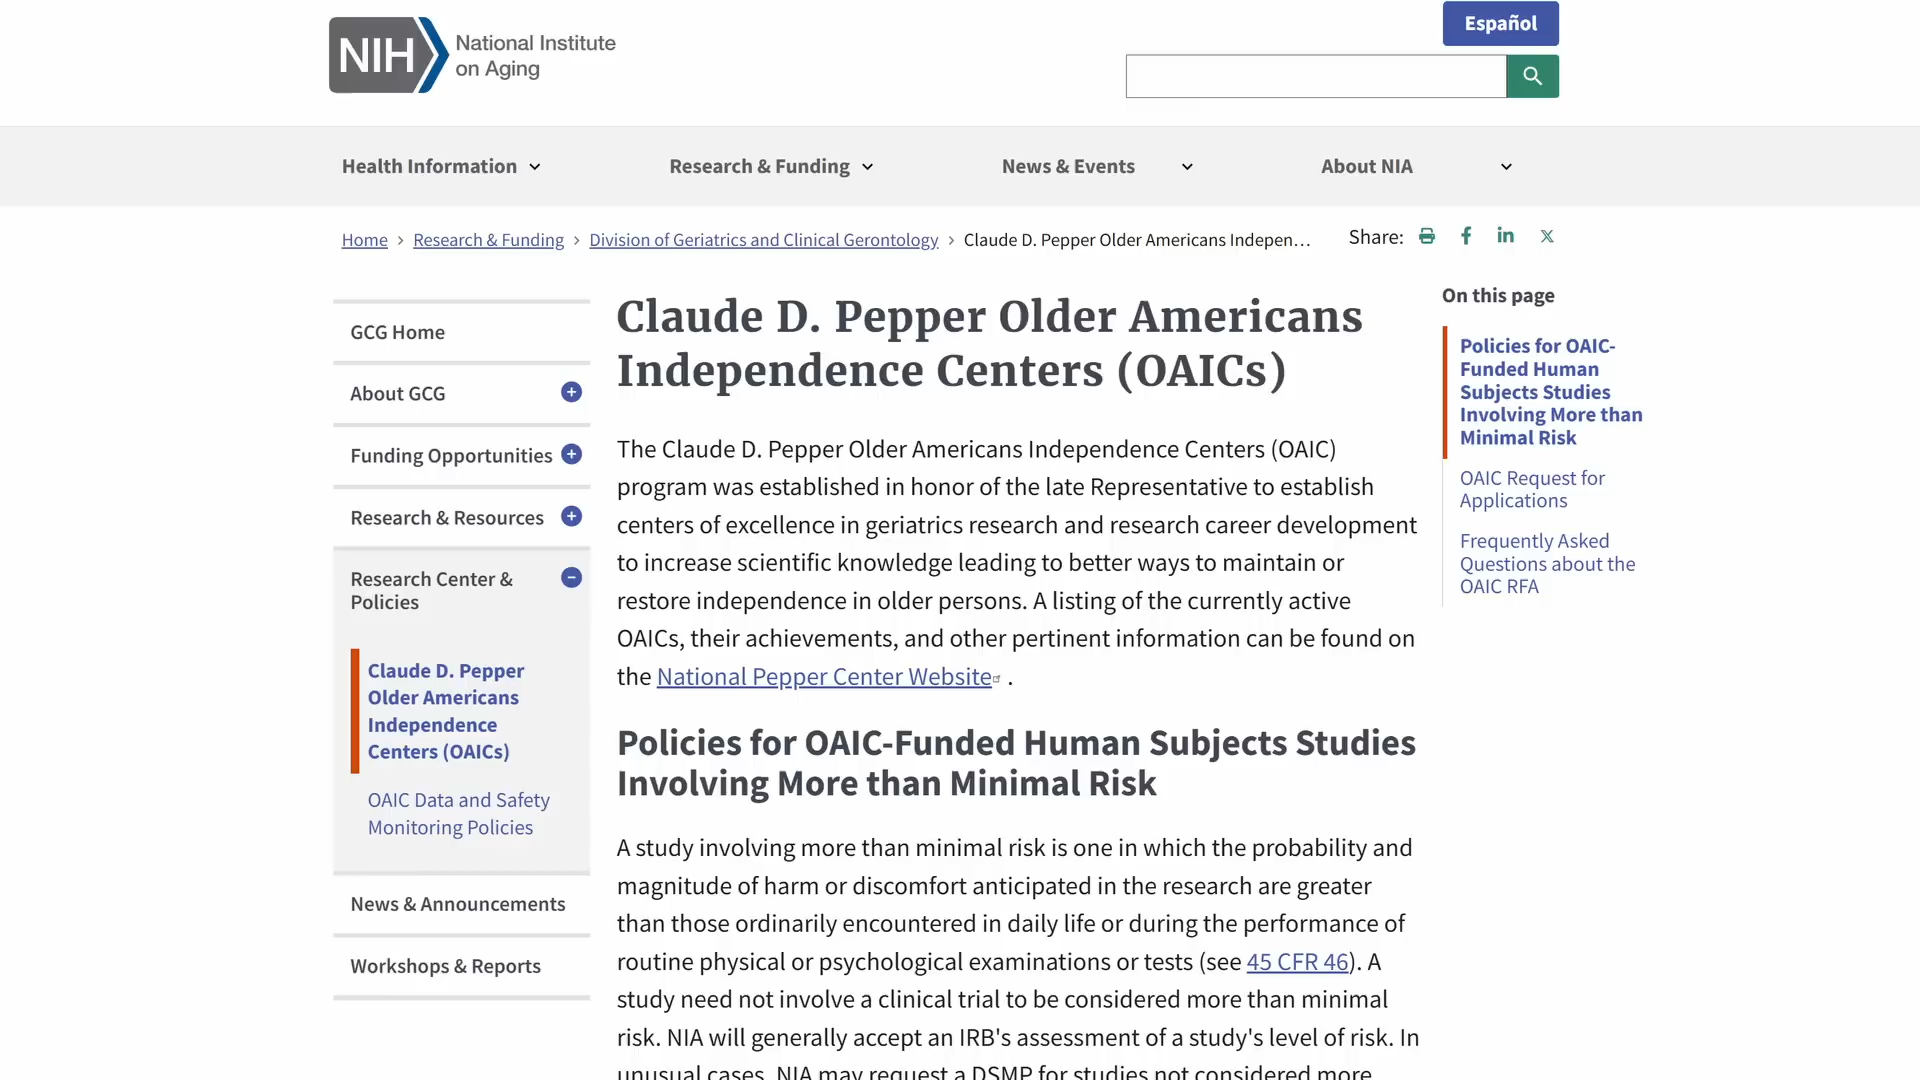 NIH National Institute
on Aging
Español
Health Information
Research & Funding
News & Events
About NIA
Home > Research & Funding > Division of Geriatrics and Clinical Gerontology > Claude D. Pepper Older Americans Indepen…
Share:
GCG Home
About GCG
Funding Opportunities
Research & Resources
Research Center &
Policies
Claude D. Pepper
Older Americans
Independence
Centers (OAICs)
OAIC Data and Safety
Monitoring Policies
News & Announcements
Workshops & Reports
Claude D. Pepper Older Americans
Independence Centers (OAICs)
The Claude D. Pepper Older Americans Independence Centers (OAIC)
program was established in honor of the late Representative to establish
centers of excellence in geriatrics research and research career development
to increase scientific knowledge leading to better ways to maintain or
restore independence in older persons. A listing of the currently active
OAICs, their achievements, and other pertinent information can be found on
the National Pepper Center Website .
Policies for OAIC-Funded Human Subjects Studies
Involving More than Minimal Risk
A study involving more than minimal risk is one in which the probability and
magnitude of harm or discomfort anticipated in the research are greater
than those ordinarily encountered in daily life or during the performance of
routine physical or psychological examinations or tests (see 45 CFR 46). A
study need not involve a clinical trial to be considered more than minimal
risk. NIA will generally accept an IRB's assessment of a study's level of risk. In
unusual cases, NIA may request a DSMP for studies not considered more
On this page
Policies for OAIC-
Funded Human
Subjects Studies
Involving More than
Minimal Risk
OAIC Request for
Applications
Frequently Asked
Questions about the
OAIC RFA